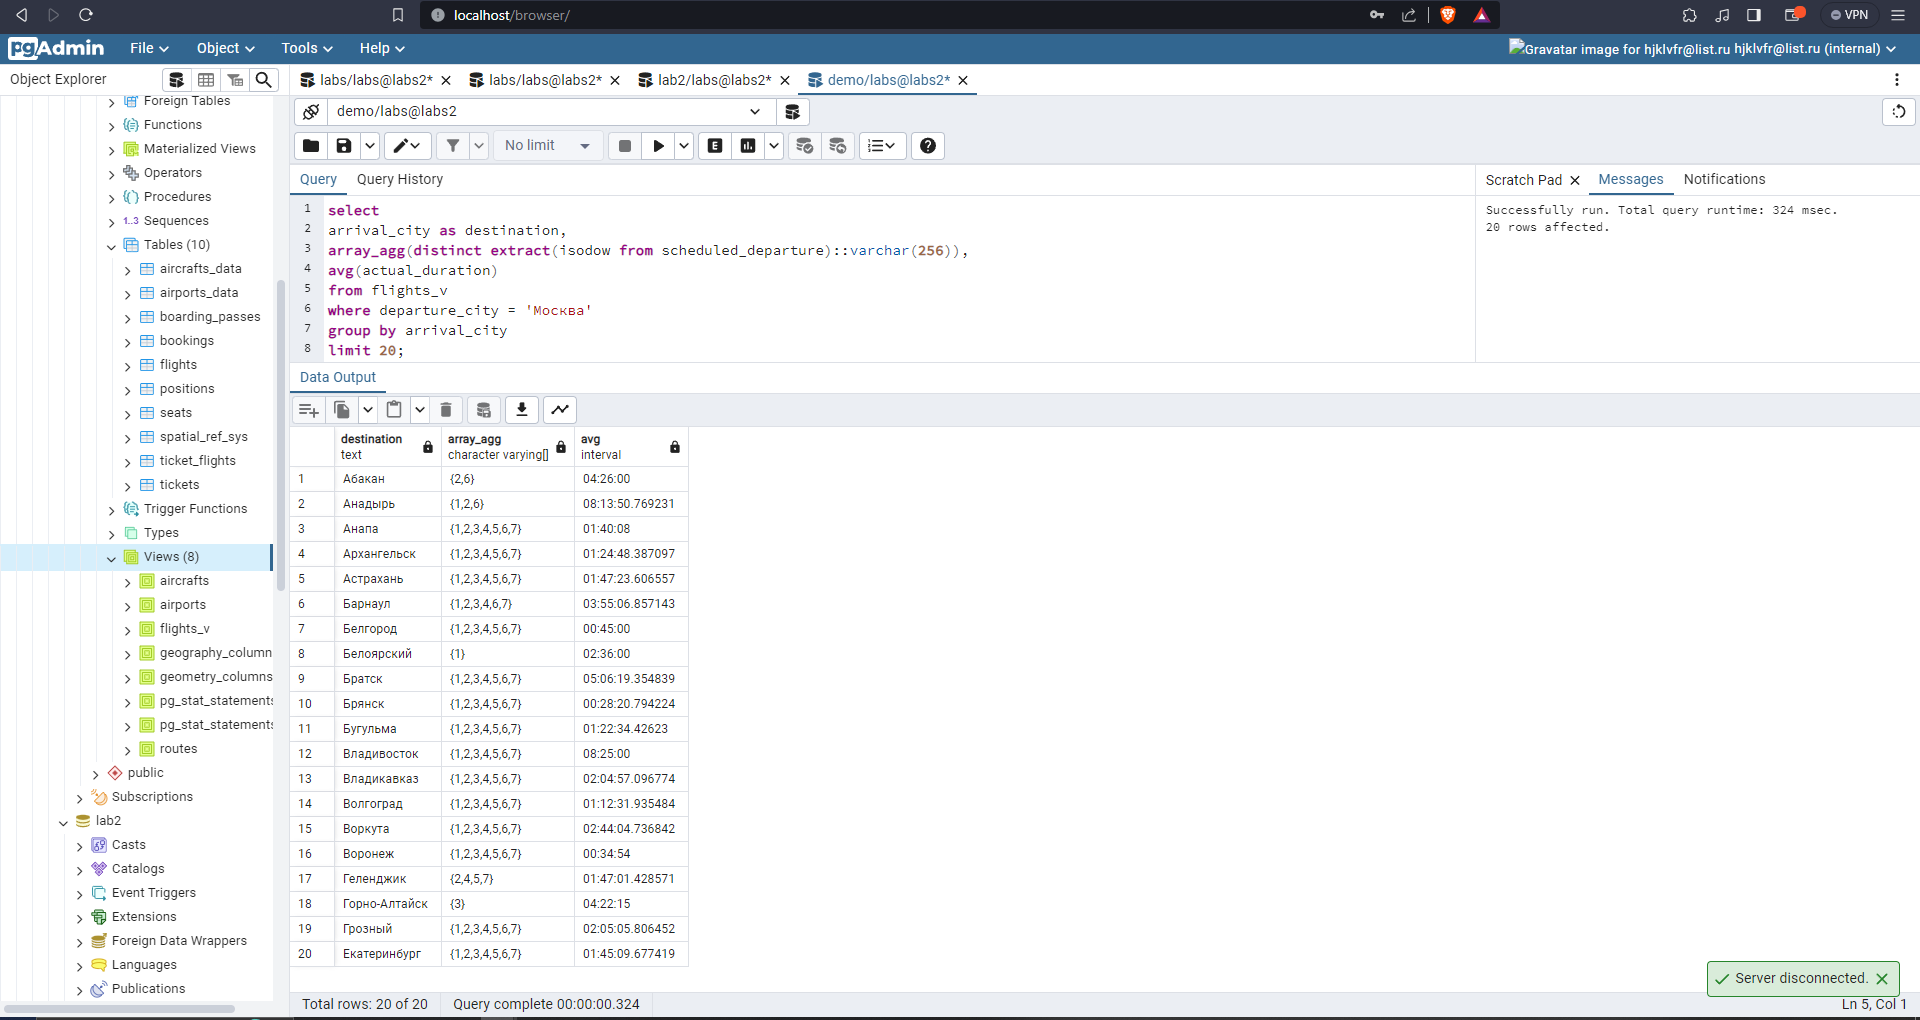 localhost/browser/
VPN
pgAdmin
File
Object
Tools
Help
Gravatar image for hjklvfr@list.ru hjklvfr@list.ru (internal)
Object Explorer
labs/labs@labs2*
labs/labs@labs2*
lab2/labs@labs2*
demo/labs@labs2*
demo/labs@labs2
No limit
Query
Query History
Scratch Pad
Messages
Notifications
Foreign Tables
Functions
Materialized Views
Operators
Procedures
1..3 Sequences
Tables (10)
aircrafts_data
airports_data
boarding_passes
bookings
flights
positions
seats
spatial_ref_sys
ticket_flights
tickets
Trigger Functions
Types
Views (8)
aircrafts
airports
flights_v
geography_column
geometry_columns
pg_stat_statements
pg_stat_statements
routes
public
Subscriptions
lab2
Casts
Catalogs
Event Triggers
Extensions
Foreign Data Wrappers
Languages
Publications
1 select
2 arrival_city as destination,
3 array_agg(distinct extract(isodow from scheduled_departure)::varchar(256)),
4 avg(actual_duration)
5 from flights_v
6 where departure_city = 'Москва'
7 group by arrival_city
8 limit 20;
Successfully run. Total query runtime: 324 msec.
20 rows affected.
Data Output
destination text
array_agg character varying[]
avg interval
1 Абакан {2,6} 04:26:00
2 Анадырь {1,2,6} 08:13:50.769231
3 Анапа {1,2,3,4,5,6,7} 01:40:08
4 Архангельск {1,2,3,4,5,6,7} 01:24:48.387097
5 Астрахань {1,2,3,4,5,6,7} 01:47:23.606557
6 Барнаул {1,2,3,4,6,7} 03:55:06.857143
7 Белгород {1,2,3,4,5,6,7} 00:45:00
8 Белоярский {1} 02:36:00
9 Братск {1,2,3,4,5,6,7} 05:06:19.354839
10 Брянск {1,2,3,4,5,6,7} 00:28:20.794224
11 Бугульма {1,2,3,4,5,6,7} 01:22:34.42623
12 Владивосток {1,2,3,4,5,6,7} 08:25:00
13 Владикавказ {1,2,3,4,5,6,7} 02:04:57.096774
14 Волгоград {1,2,3,4,5,6,7} 01:12:31.935484
15 Воркута {1,2,3,4,5,6,7} 02:44:04.736842
16 Воронеж {1,2,3,4,5,6,7} 00:34:54
17 Геленджик {2,4,5,7} 01:47:01.428571
18 Горно-Алтайск {3} 04:22:15
19 Грозный {1,2,3,4,5,6,7} 02:05:05.806452
20 Екатеринбург {1,2,3,4,5,6,7} 01:45:09.677419
Server disconnected.
Total rows: 20 of 20
Query complete 00:00:00.324
Ln 5, Col 1